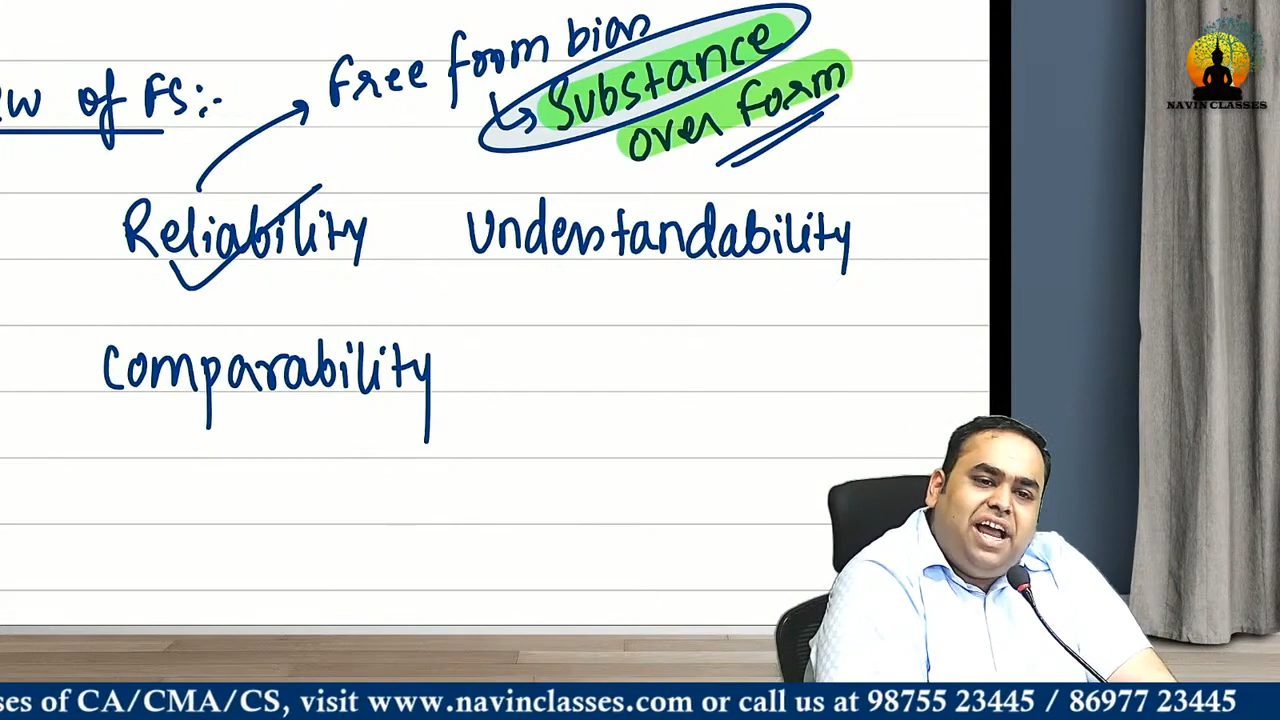 Free from bias
↳ Substance
over form
ew of FS:-
Reliability
Understandability
Comparability
NAVIN CLASSES
ses of CA/CMA/CS, visit www.navinclasses.com or call us at 98755 23445 / 86977 23445